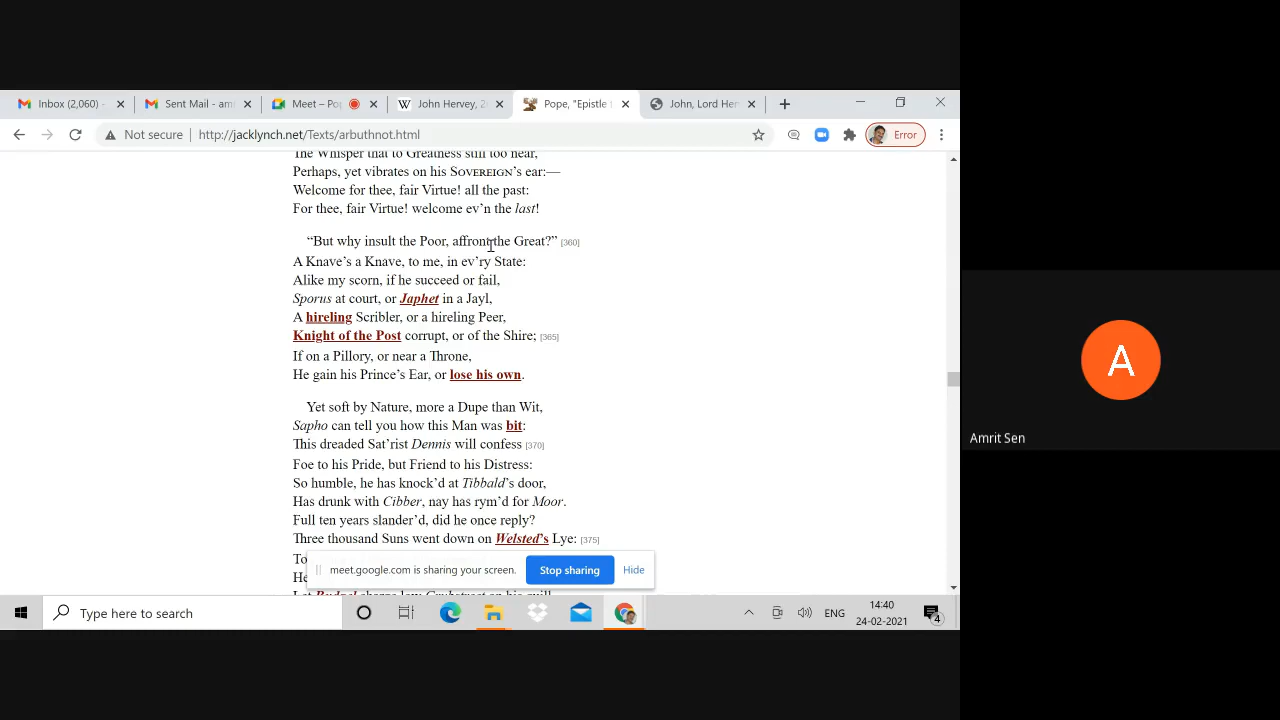 Inbox (2,060) -
Sent Mail - am
Meet – Pop
John Hervey, 2
Pope, "Epistle t
John, Lord Her
Not secure
http://jacklynch.net/Texts/arbuthnot.html
Error
The Whisper that to Greatness still too near,
Perhaps, yet vibrates on his SOVEREIGN's ear:—
Welcome for thee, fair Virtue! all the past:
For thee, fair Virtue! welcome ev'n the last!
“But why insult the Poor, affront the Great?” [360]
A Knave's a Knave, to me, in ev'ry State:
Alike my scorn, if he succeed or fail,
Sporus at court, or Japhet in a Jayl,
A hireling Scribler, or a hireling Peer,
Knight of the Post corrupt, or of the Shire; [365]
If on a Pillory, or near a Throne,
He gain his Prince's Ear, or lose his own.
Yet soft by Nature, more a Dupe than Wit,
Sapho can tell you how this Man was bit:
This dreaded Sat'rist Dennis will confess [370]
Foe to his Pride, but Friend to his Distress:
So humble, he has knock'd at Tibbald's door,
Has drunk with Cibber, nay has rym'd for Moor.
Full ten years slander'd, did he once reply?
Three thousand Suns went down on Welsted's Lye: [375]
To
He
meet.google.com is sharing your screen.
Stop sharing
Hide
Type here to search
ENG
14:40
24-02-2021
4
A
Amrit Sen